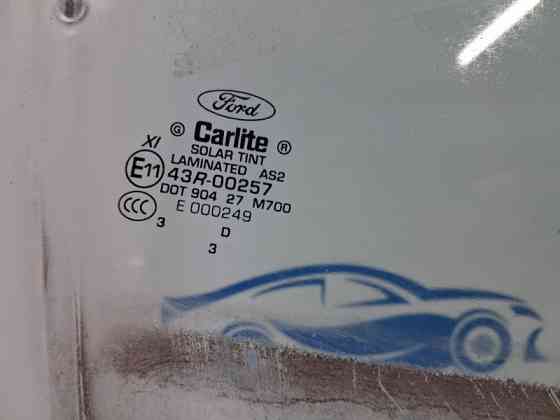 Ford
G Carlite R
SOLAR TINT
XI LAMINATED AS2
E11 43R-00257
DOT 904 27 M700
CCC E 000249
3 D
3